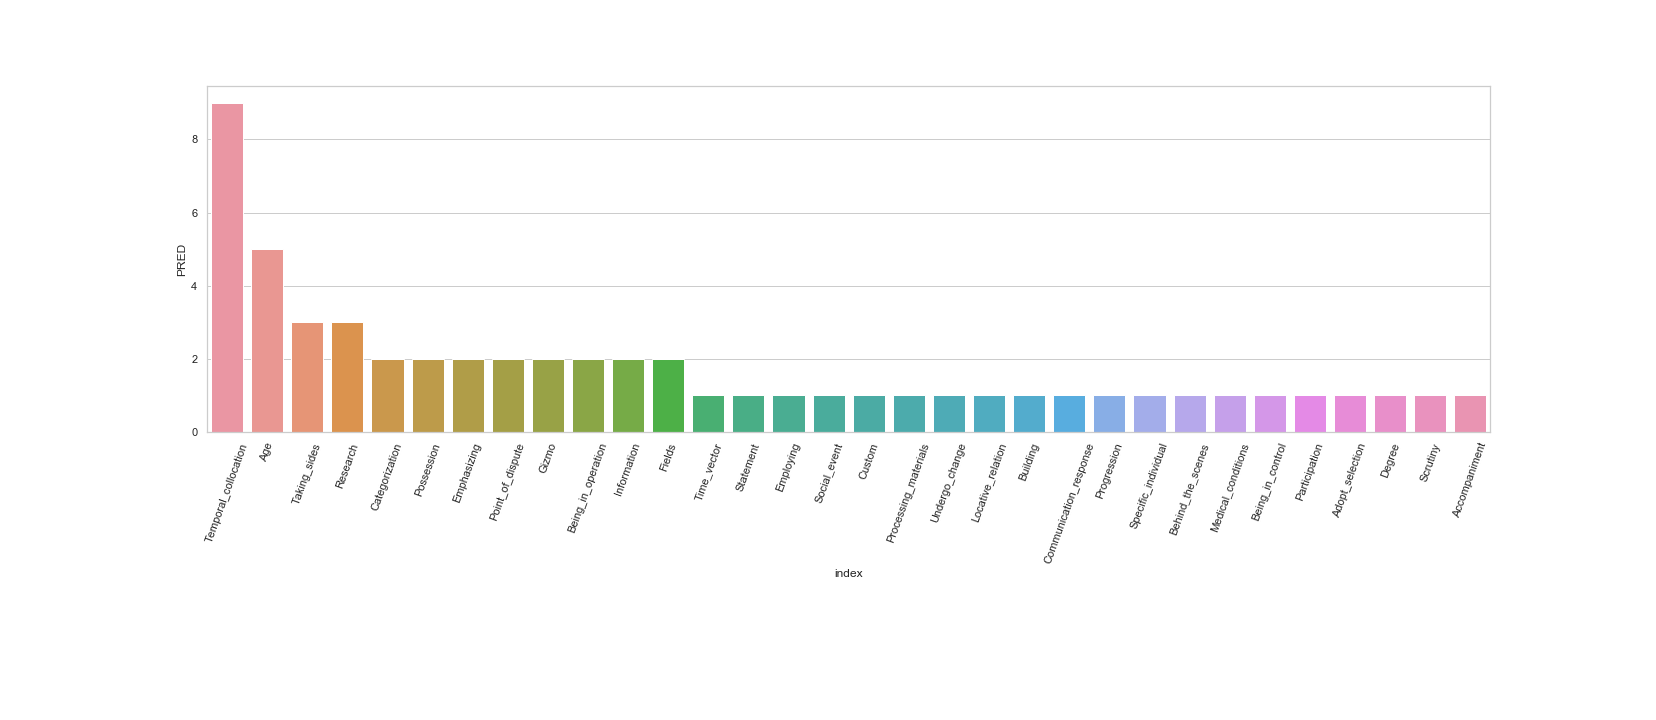 8
6
4
2
0
PRED
Temporal_collocation
Age
Taking_sides
Research
Categorization
Possession
Emphasizing
Point_of_dispute
Gizmo
Being_in_operation
Information
Fields
Time_vector
Statement
Employing
Social_event
Custom
Processing_materials
Undergo_change
Locative_relation
Building
Communication_response
Progression
Specific_individual
Behind_the_scenes
Medical_conditions
Being_in_control
Participation
Adopt_selection
Degree
Scrutiny
Accompaniment
index